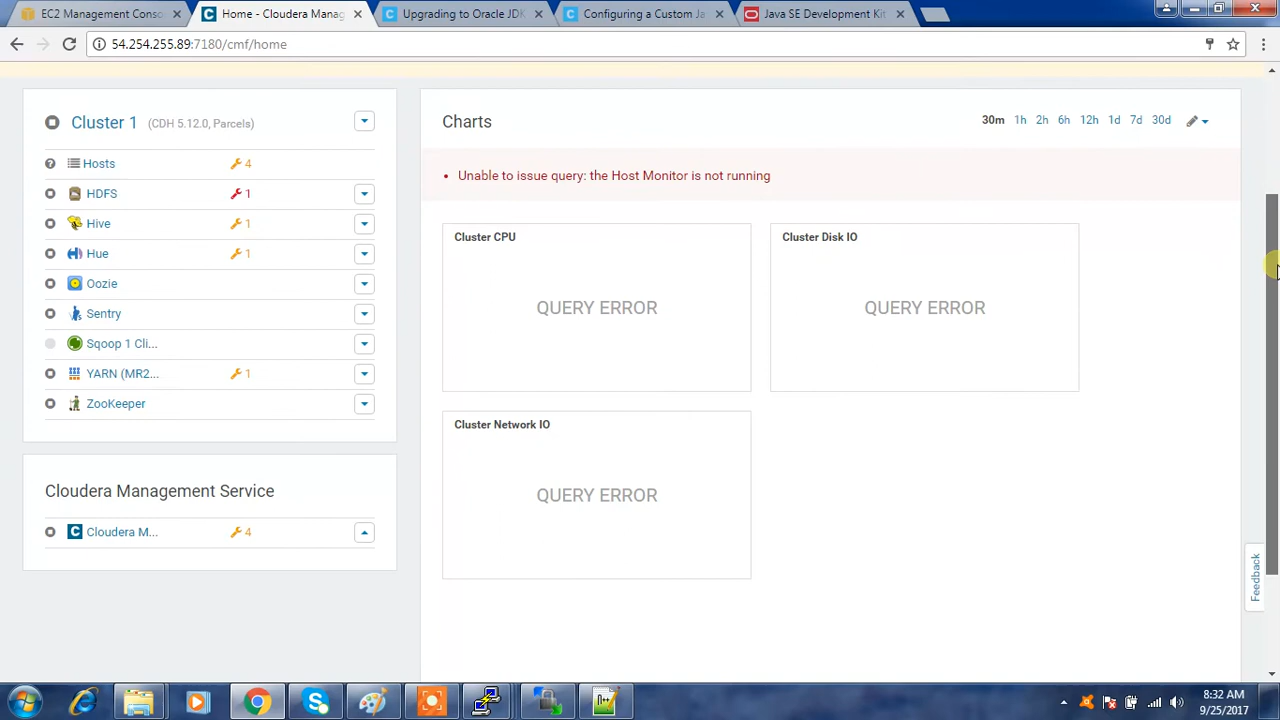 EC2 Management Conso
Home - Cloudera Manag
Upgrading to Oracle JDK
Configuring a Custom Ja
Java SE Development Kit
54.254.255.89:7180/cmf/home
Cluster 1 (CDH 5.12.0, Parcels)
Hosts 4
HDFS 1
Hive 1
Hue 1
Oozie
Sentry
Sqoop 1 Cli...
YARN (MR2... 1
ZooKeeper
Cloudera Management Service
Cloudera M... 4
Charts
30m 1h 2h 6h 12h 1d 7d 30d
Unable to issue query: the Host Monitor is not running
Cluster CPU
QUERY ERROR
Cluster Disk IO
QUERY ERROR
Cluster Network IO
QUERY ERROR
Feedback
8:32 AM
9/25/2017